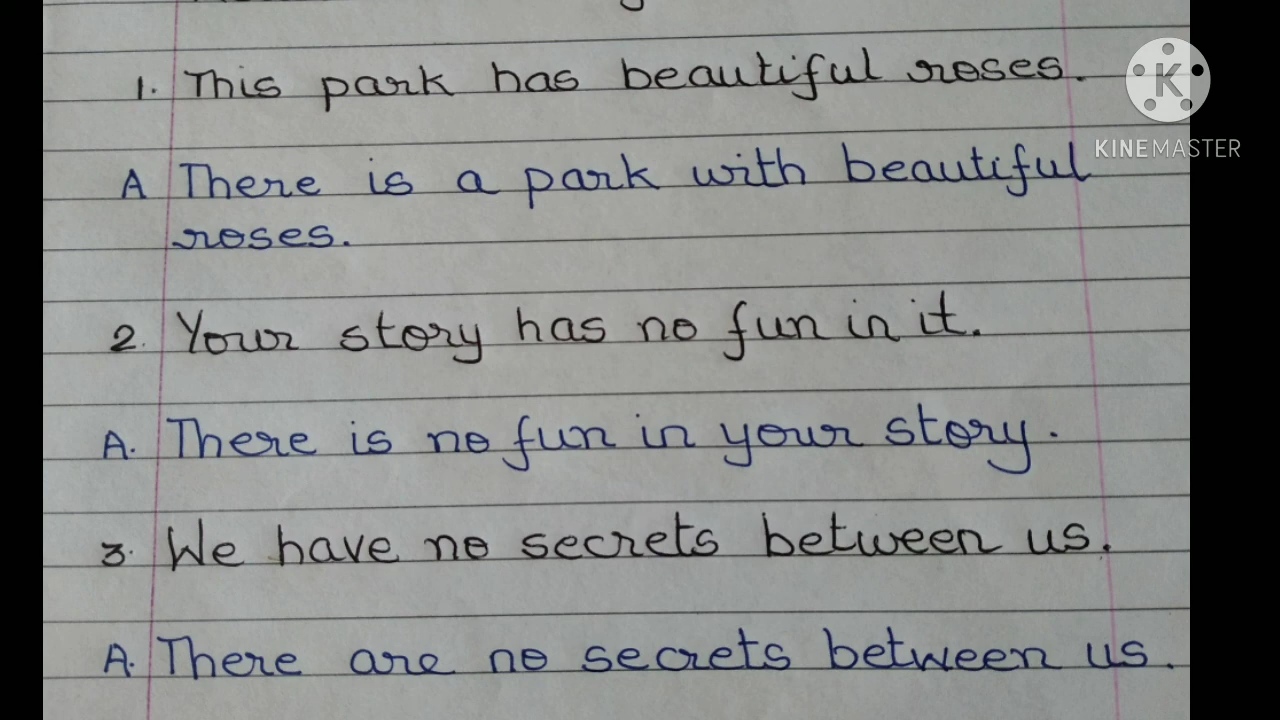 1. This park has beautiful roses.
KINEMASTER
A There is a park with beautiful
roses.
2. Your story has no fun in it.
A. There is no fun in your story.
3. We have no secrets between us.
A. There are no secrets between us.